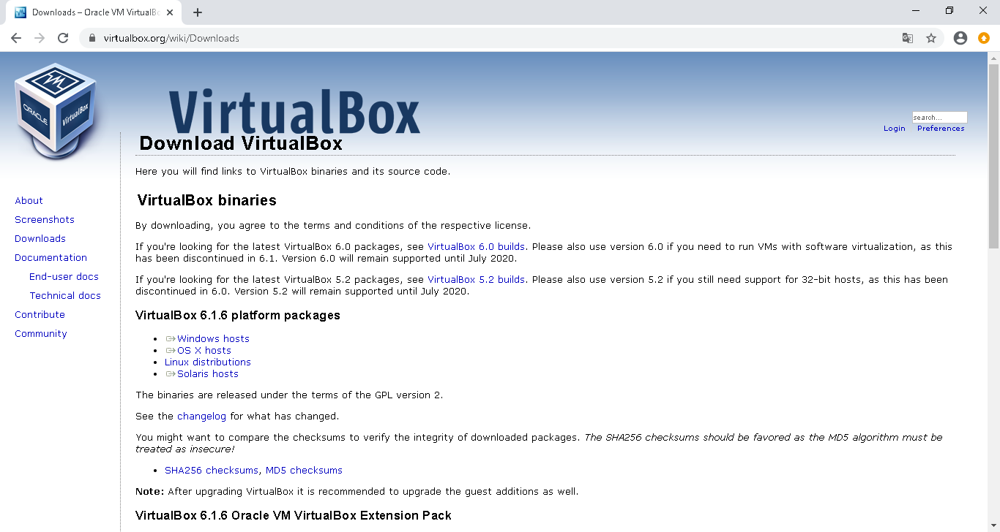 Downloads – Oracle VM VirtualBo
virtualbox.org/wiki/Downloads
ORACLE
VirtualBox
VirtualBox
search...
Login Preferences
Download VirtualBox
Here you will find links to VirtualBox binaries and its source code.
About
Screenshots
Downloads
Documentation
End-user docs
Technical docs
Contribute
Community
VirtualBox binaries
By downloading, you agree to the terms and conditions of the respective license.
If you're looking for the latest VirtualBox 6.0 packages, see VirtualBox 6.0 builds. Please also use version 6.0 if you need to run VMs with software virtualization, as this
has been discontinued in 6.1. Version 6.0 will remain supported until July 2020.
If you're looking for the latest VirtualBox 5.2 packages, see VirtualBox 5.2 builds. Please also use version 5.2 if you still need support for 32-bit hosts, as this has been
discontinued in 6.0. Version 5.2 will remain supported until July 2020.
VirtualBox 6.1.6 platform packages
Windows hosts
OS X hosts
Linux distributions
Solaris hosts
The binaries are released under the terms of the GPL version 2.
See the changelog for what has changed.
You might want to compare the checksums to verify the integrity of downloaded packages. The SHA256 checksums should be favored as the MD5 algorithm must be
treated as insecure!
SHA256 checksums, MD5 checksums
Note: After upgrading VirtualBox it is recommended to upgrade the guest additions as well.
VirtualBox 6.1.6 Oracle VM VirtualBox Extension Pack